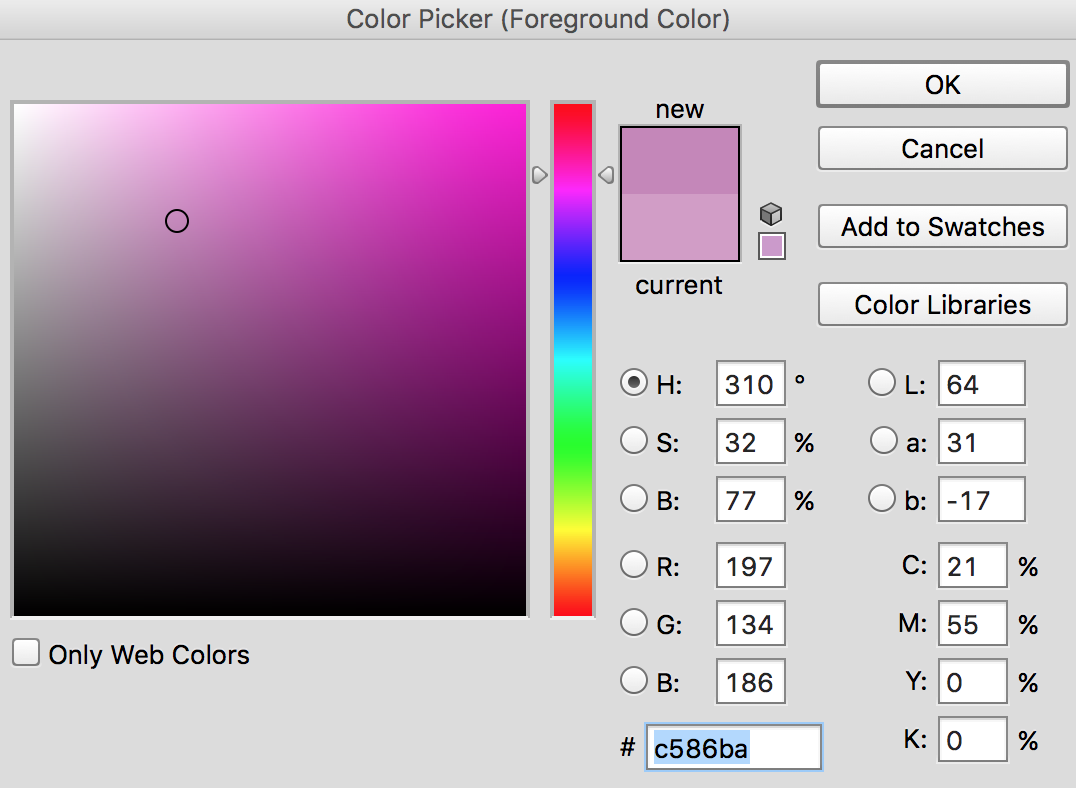 Color Picker (Foreground Color)
new
current
OK
Cancel
Add to Swatches
Color Libraries
H: 310 °
S: 32 %
B: 77 %
R: 197
G: 134
B: 186
# c586ba
L: 64
a: 31
b: -17
C: 21 %
M: 55 %
Y: 0 %
K: 0 %
Only Web Colors